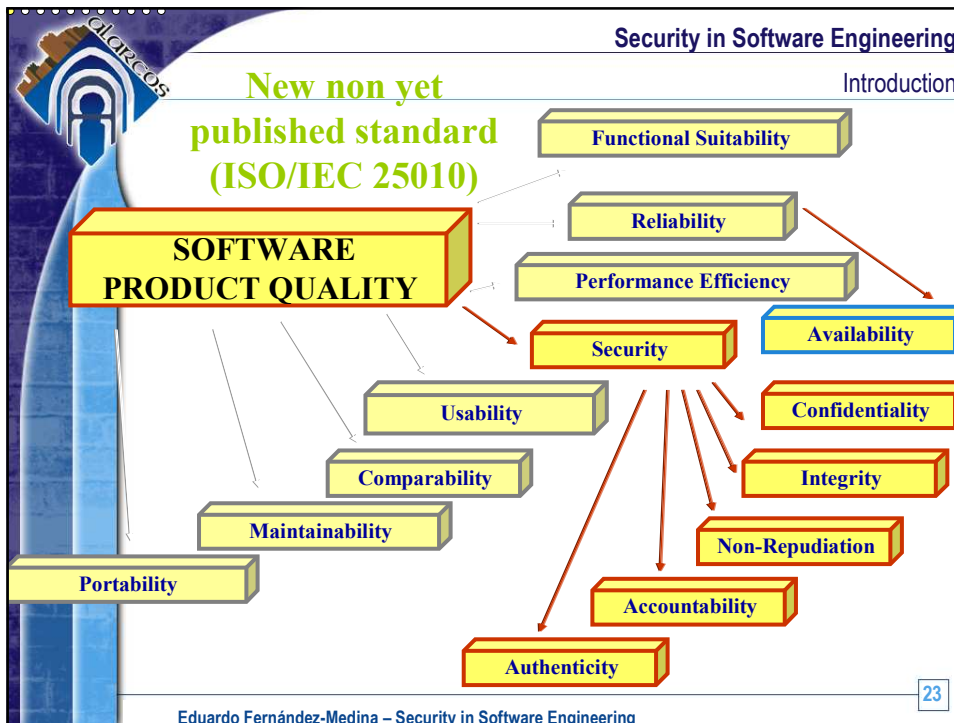 GLARCOS
Security in Software Engineering
Introduction
New non yet
published standard
(ISO/IEC 25010)
Functional Suitability
Reliability
SOFTWARE
PRODUCT QUALITY
Performance Efficiency
Availability
Security
Usability
Confidentiality
Comparability
Integrity
Maintainability
Non-Repudiation
Portability
Accountability
Authenticity
23
Eduardo Fernández-Medina – Security in Software Engineering